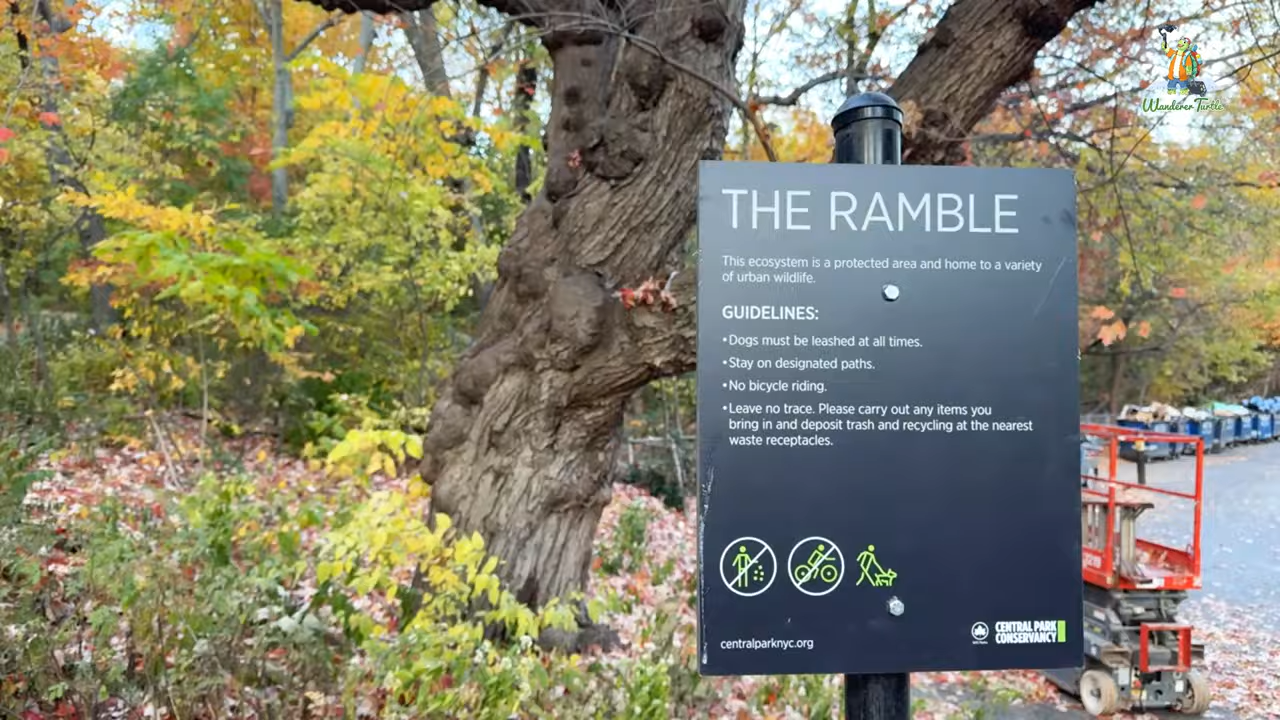 Wanderer Turtle
THE RAMBLE
This ecosystem is a protected area and home to a variety
of urban wildlife.
GUIDELINES:
•Dogs must be leashed at all times.
•Stay on designated paths.
•No bicycle riding.
•Leave no trace. Please carry out any items you
bring in and deposit trash and recycling at the nearest
waste receptacles.
centralparknyc.org
CENTRAL PARK
CONSERVANCY